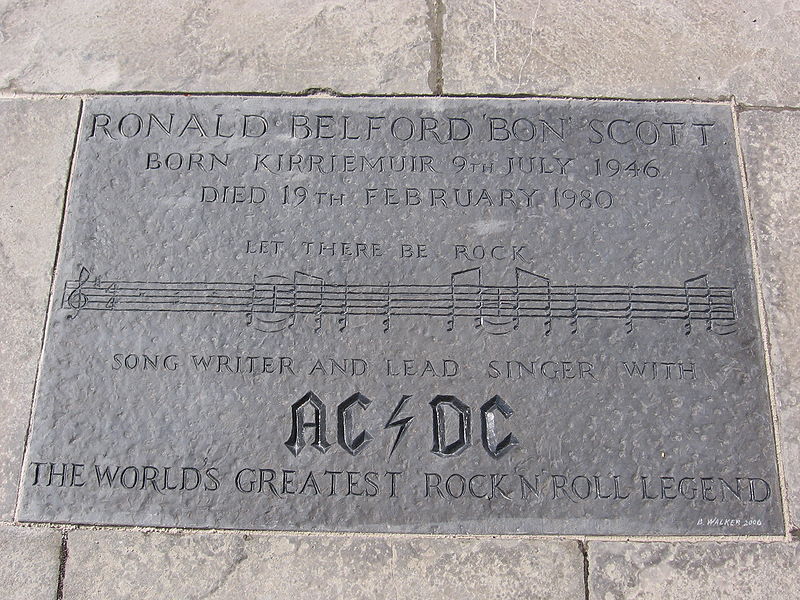 RONALD BELFORD 'BON' SCOTT
BORN KIRRIEMUIR 9TH JULY 1946
DIED 19TH FEBRUARY 1980
LET THERE BE ROCK
SONG WRITER AND LEAD SINGER WITH
AC⚡DC
THE WORLD'S GREATEST ROCK N' ROLL LEGEND
B. WALKER 2006